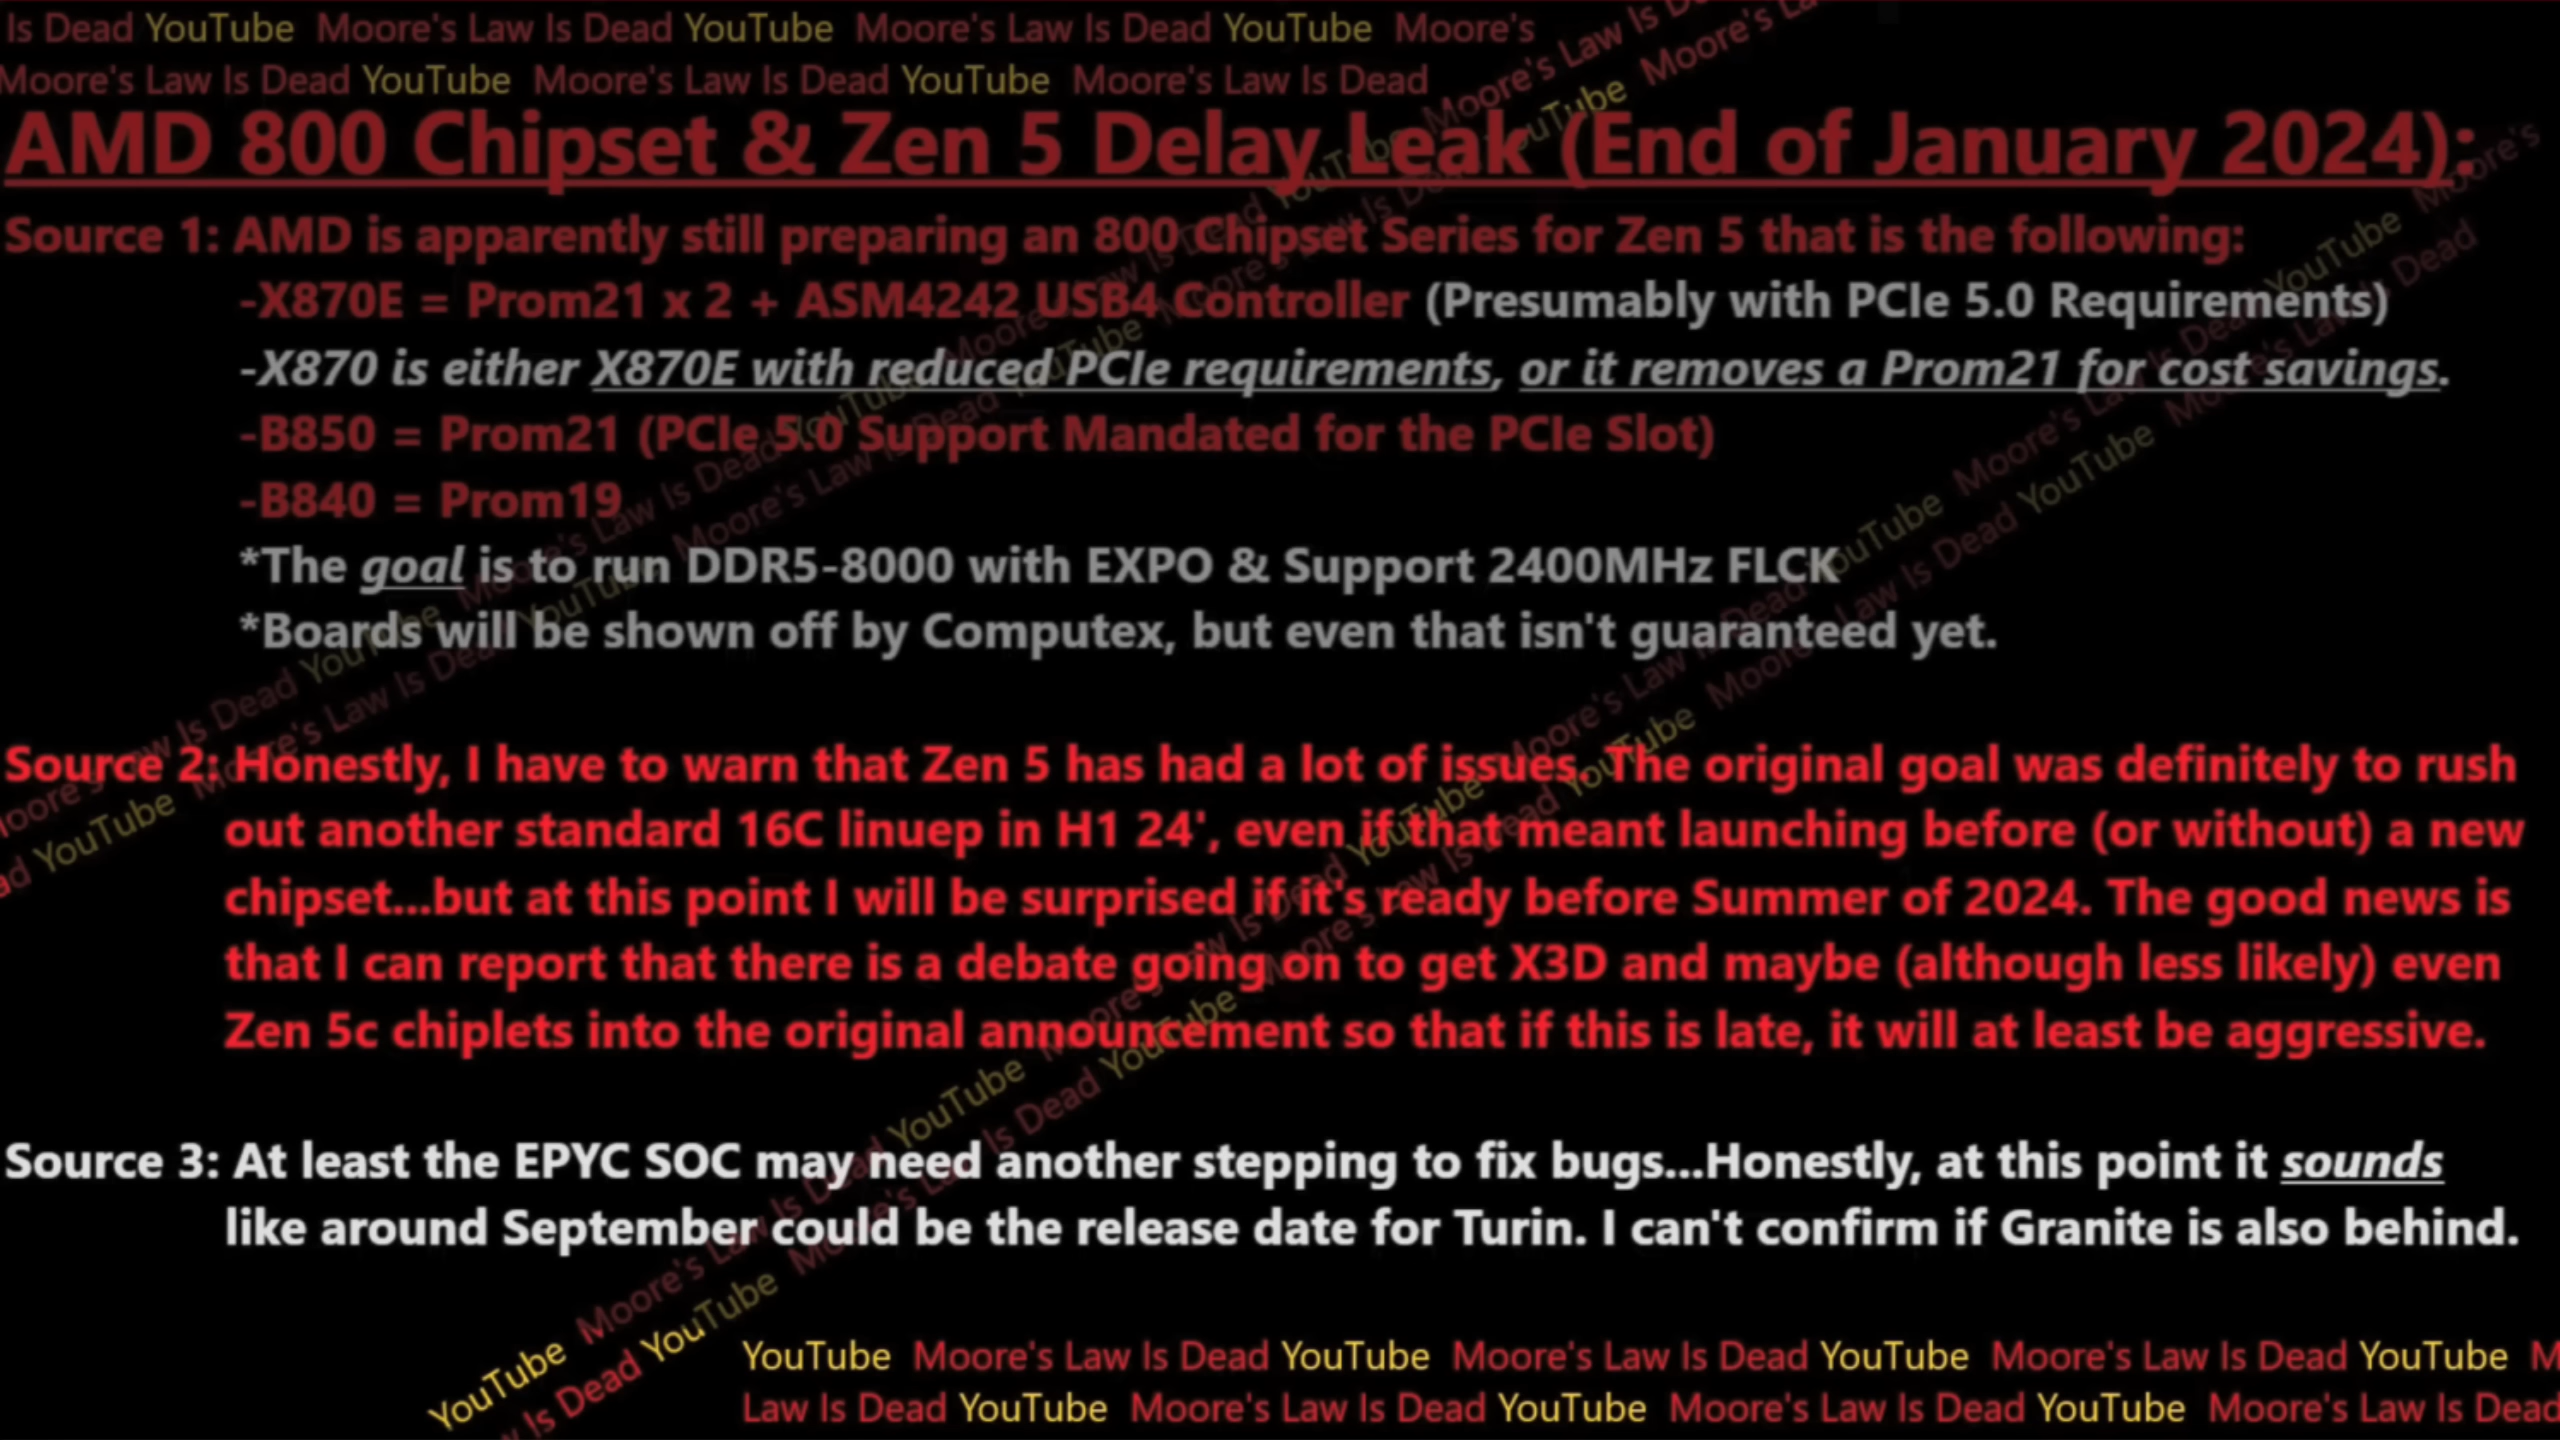 Is Dead YouTube Moore's Law Is Dead YouTube Moore's Law Is Dead YouTube Moore's
Moore's Law Is Dead YouTube Moore's Law Is Dead YouTube Moore's Law Is Dead
AMD 800 Chipset & Zen 5 Delay Leak (End of January 2024):
Source 1: AMD is apparently still preparing an 800 Chipset Series for Zen 5 that is the following:
-X870E = Prom21 x 2 + ASM4242 USB4 Controller (Presumably with PCIe 5.0 Requirements)
-X870 is either X870E with reduced PCIe requirements, or it removes a Prom21 for cost savings.
-B850 = Prom21 (PCIe 5.0 Support Mandated for the PCIe Slot)
-B840 = Prom19
*The goal is to run DDR5-8000 with EXPO & Support 2400MHz FLCK
*Boards will be shown off by Computex, but even that isn't guaranteed yet.
Source 2: Honestly, I have to warn that Zen 5 has had a lot of issues. The original goal was definitely to rush
out another standard 16C linuep in H1 24', even if that meant launching before (or without) a new
chipset...but at this point I will be surprised if it's ready before Summer of 2024. The good news is
that I can report that there is a debate going on to get X3D and maybe (although less likely) even
Zen 5c chiplets into the original announcement so that if this is late, it will at least be aggressive.
Source 3: At least the EPYC SOC may need another stepping to fix bugs...Honestly, at this point it sounds
like around September could be the release date for Turin. I can't confirm if Granite is also behind.
YouTube Moore's Law Is Dead YouTube Moore's Law Is Dead YouTube Moore's Law Is Dead YouTube M
Law Is Dead YouTube Moore's Law Is Dead YouTube Moore's Law Is Dead YouTube Moore's Law Is Dead